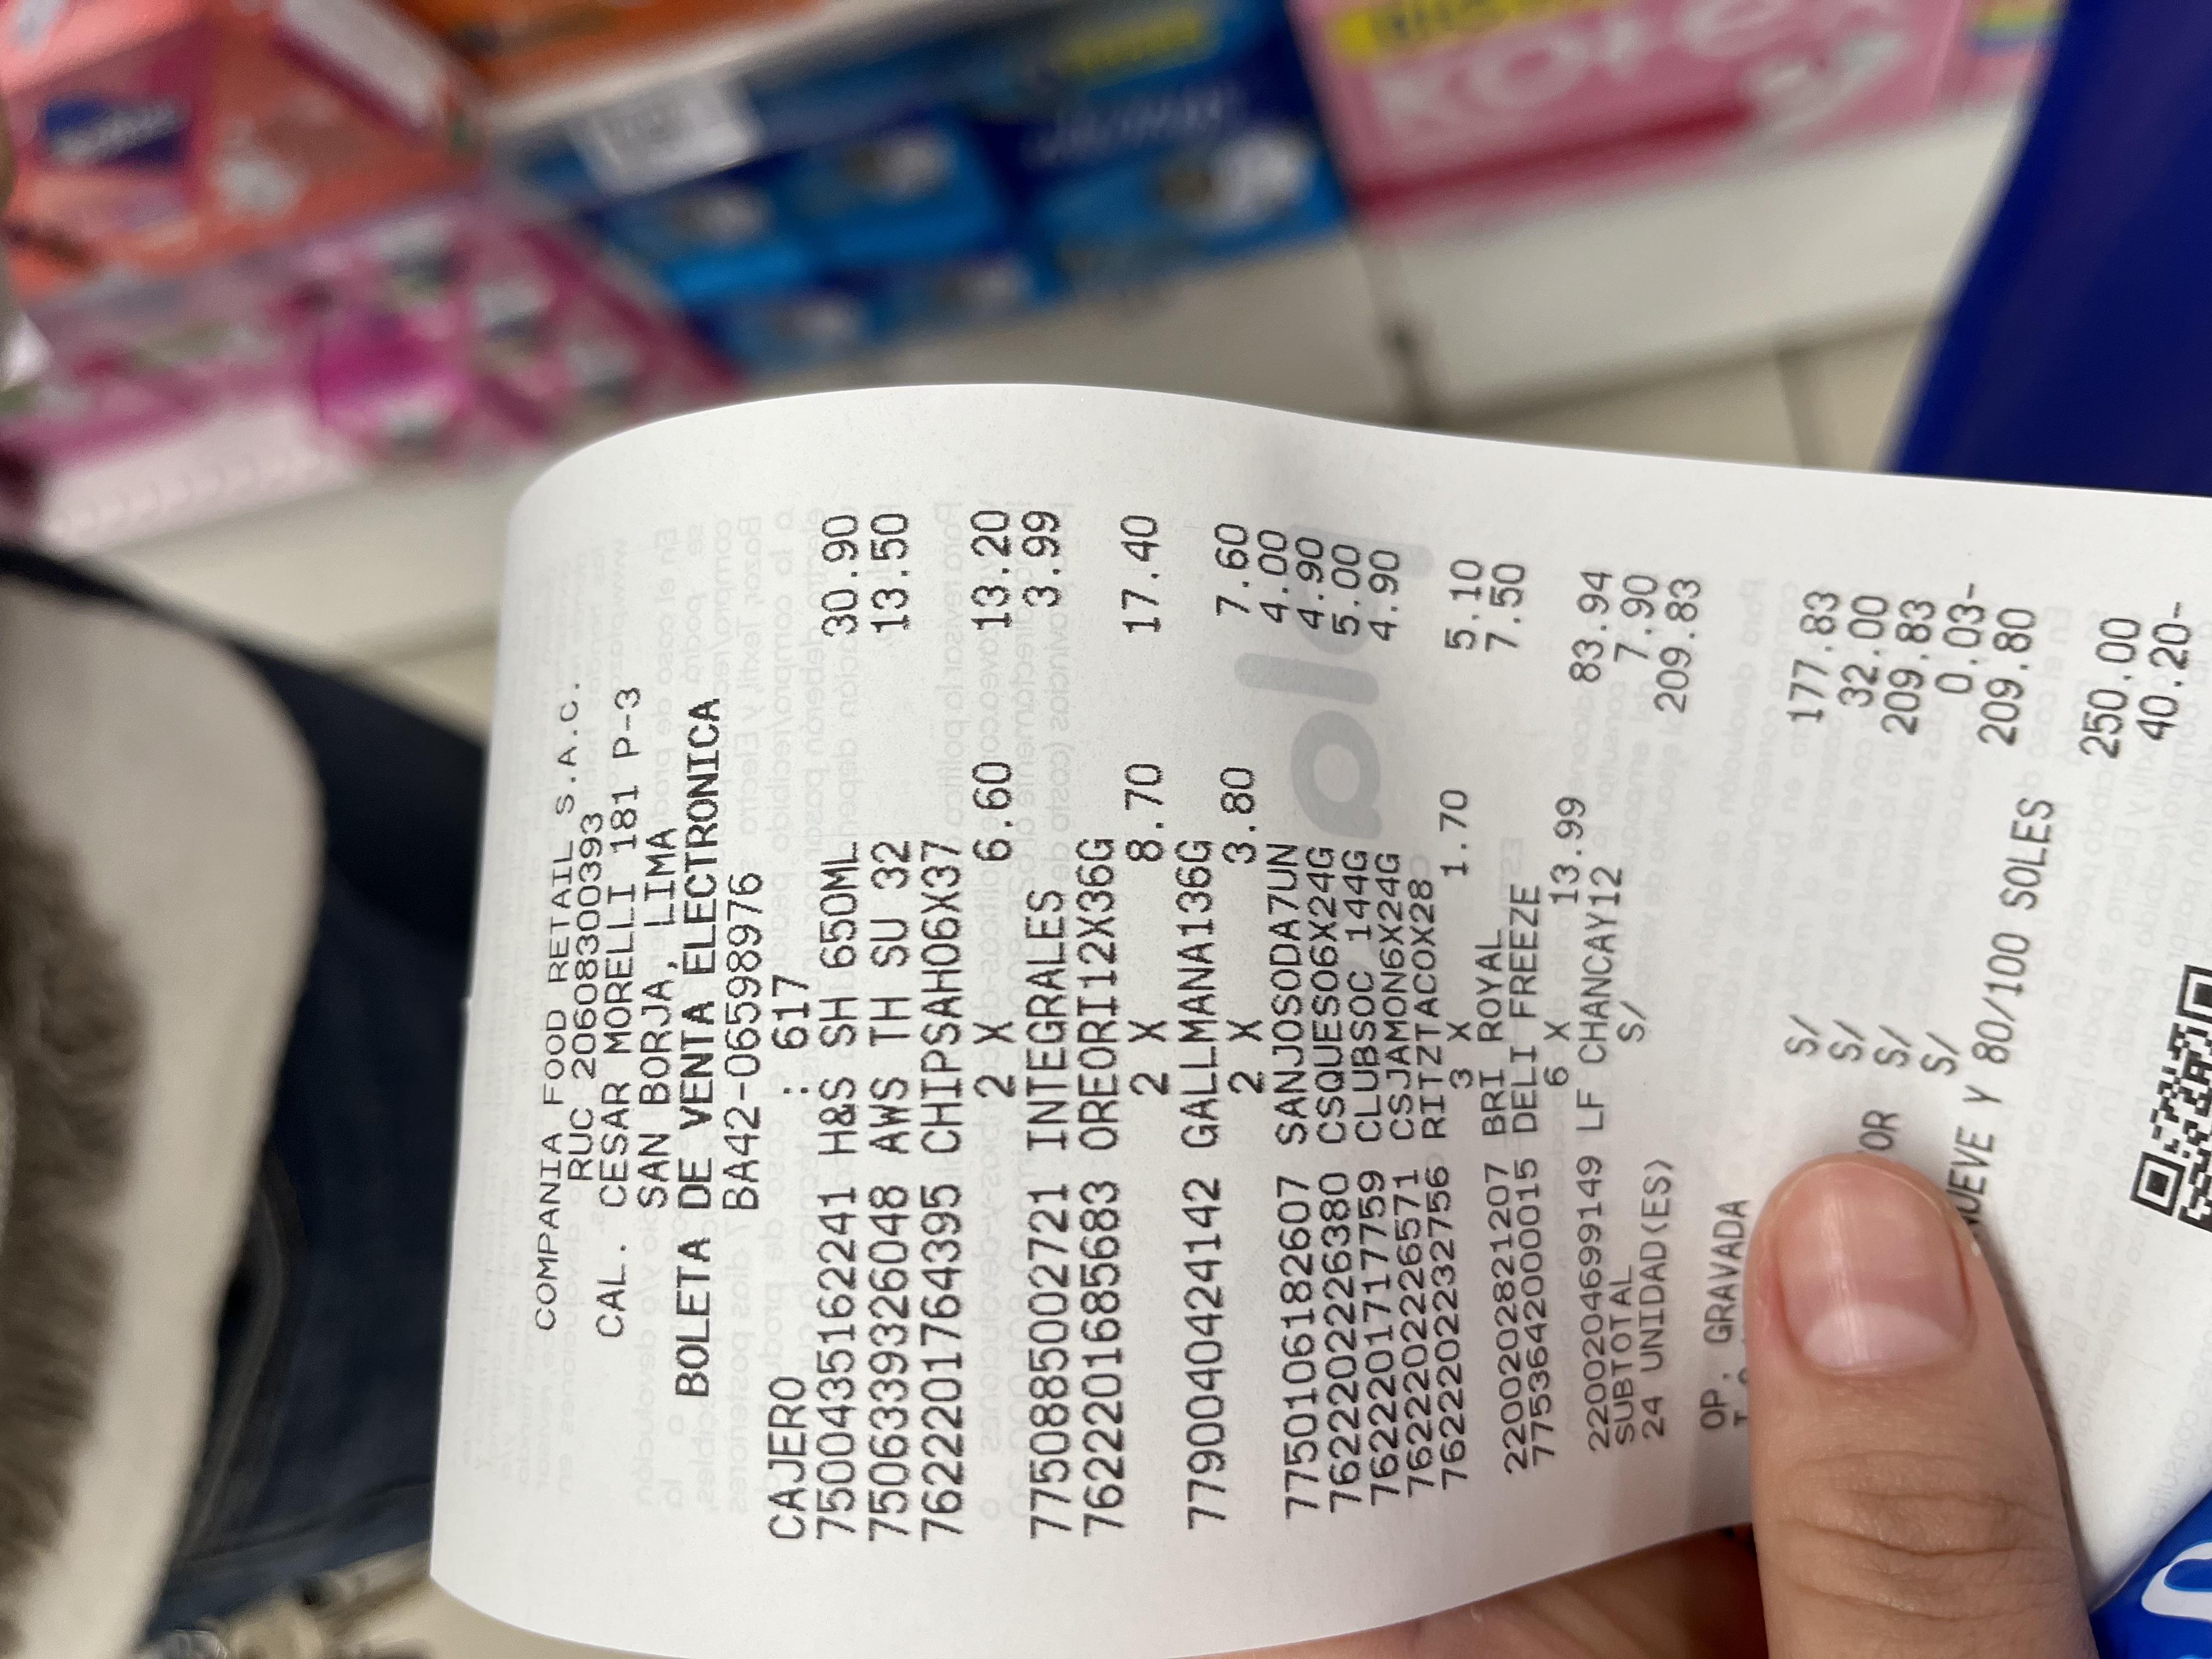 COMPANIA FOOD RETAIL S.A.C.
RUC 20608300393
CAL. CESAR MORELLI 181 P-3
SAN BORJA, LIMA
BOLETA DE VENTA ELECTRONICA
BA42-06598976
CAJERO : 617
7500435162241 H&S SH 650ML 30.90
7506339326048 AWS TH SU 32 13.50
7622201764395 CHIPSAH06X37
2 X 6.60 13.20
7750885002721 INTEGRALES 3.99
7622201685683 OREORI12X36G
2 X 8.70 17.40
7790040424142 GALLMANA136G
2 X 3.80 7.60
7750106182607 SANJOSODA7UN 4.00
7622202226380 CSQUESO6X24G 4.90
7622201717759 CLUBSOC 144G 5.00
7622202226571 CSJAMON6X24G 4.90
7622202232756 RITZTACOX28
3 X 1.70 5.10
2200202821207 BRI ROYAL 7.50
7753642000015 DELI FREEZE
6 X 13.99 83.94
2200204699149 LF CHANCAY12 7.90
SUBTOTAL S/ 209.83
24 UNIDAD(ES)
OP. GRAVADA S/ 177.83
S/ 32.00
S/ 209.83
OR S/ 0.03-
S/ 209.80
NUEVE Y 80/100 SOLES
250.00
40.20-
Kotex